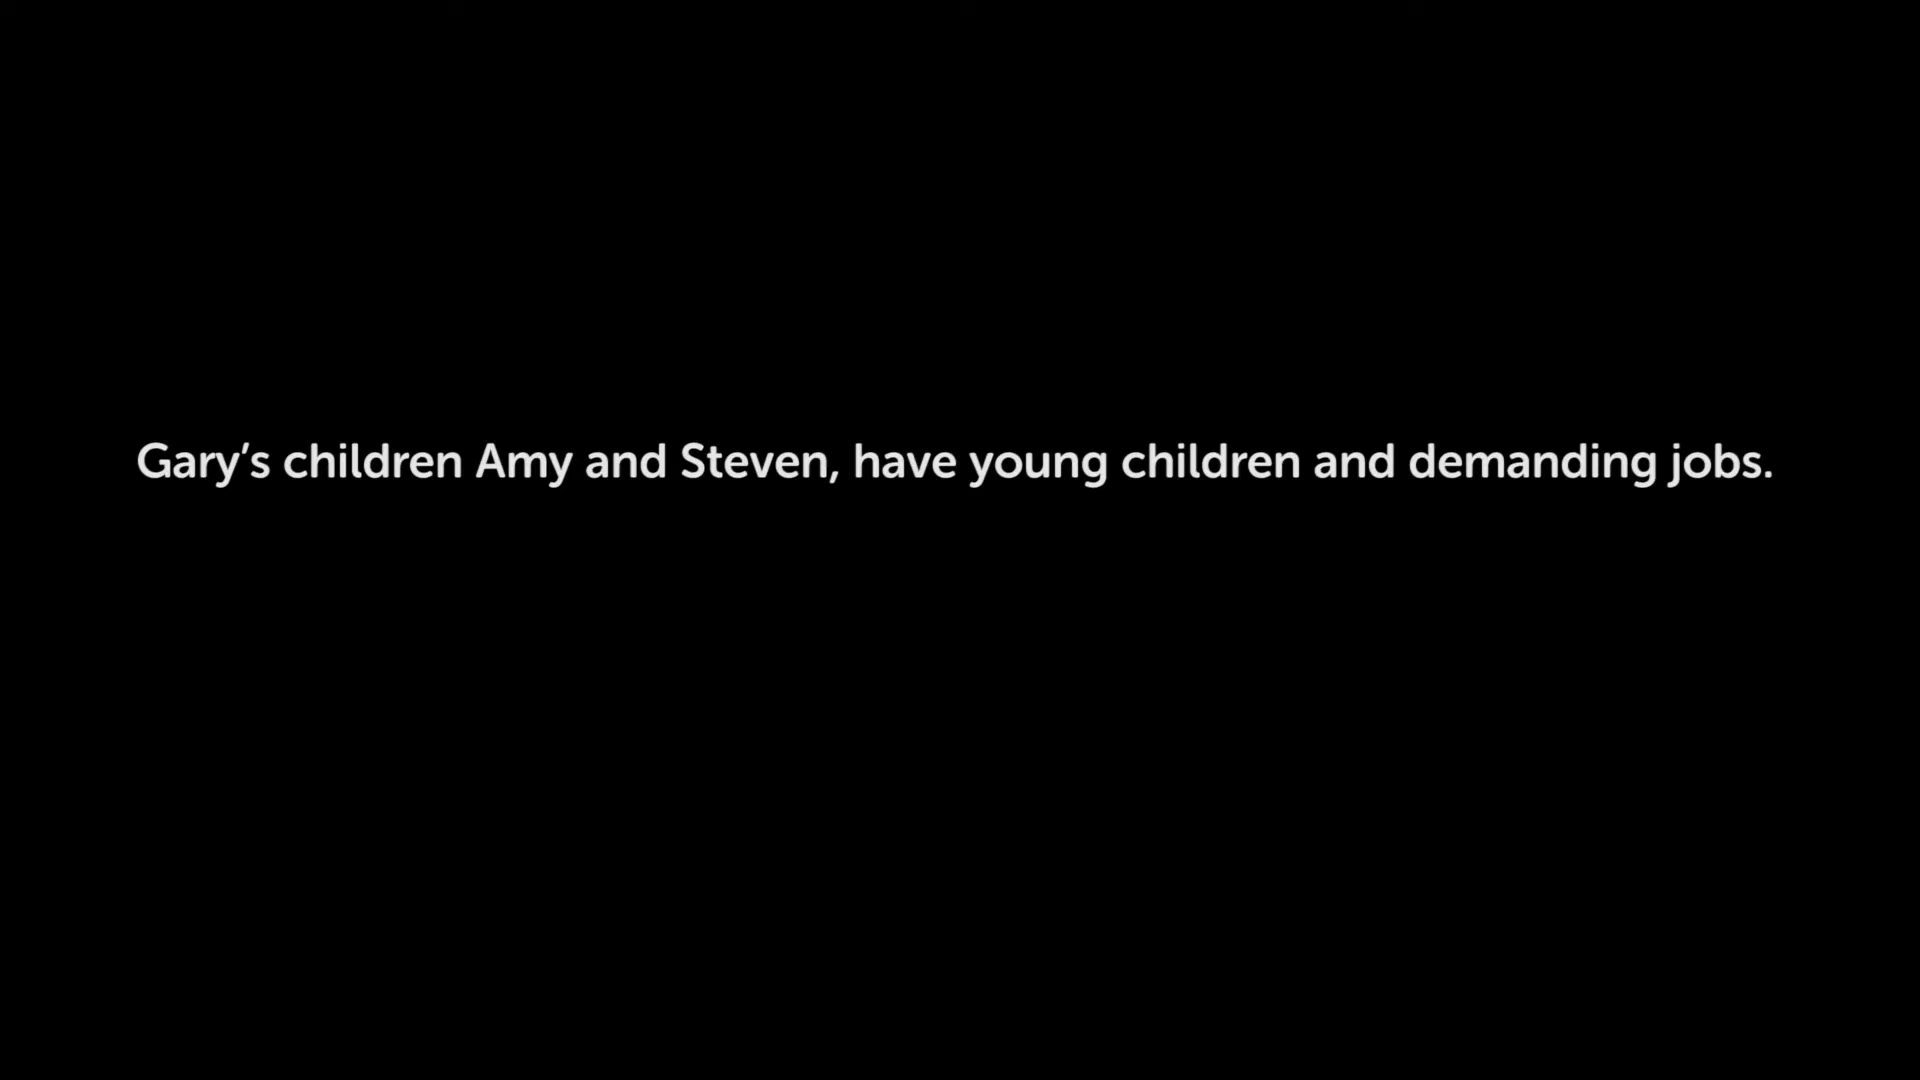 Gary’s children Amy and Steven, have young children and demanding jobs.